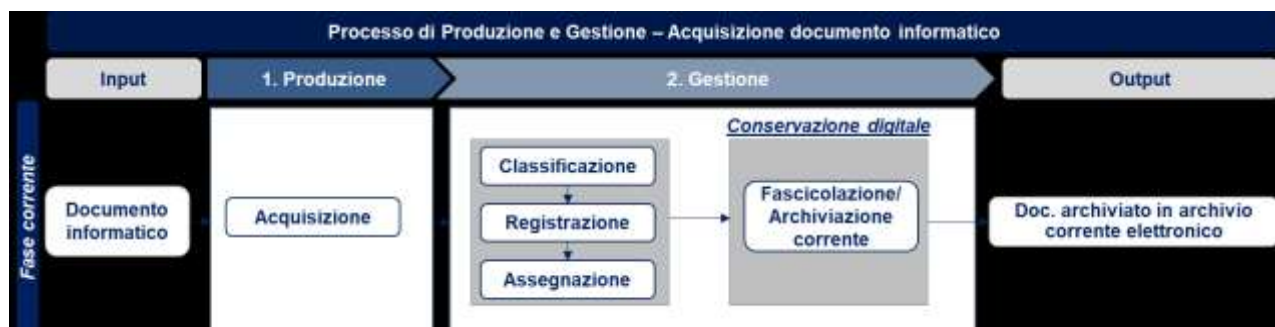 Processo di Produzione e Gestione – Acquisizione documento informatico
Input
1. Produzione
2. Gestione
Output
Fase corrente
Documento
informatico
Acquisizione
Classificazione
Registrazione
Assegnazione
Conservazione digitale
Fascicolazione/
Archiviazione
corrente
Doc. archiviato in archivio
corrente elettronico